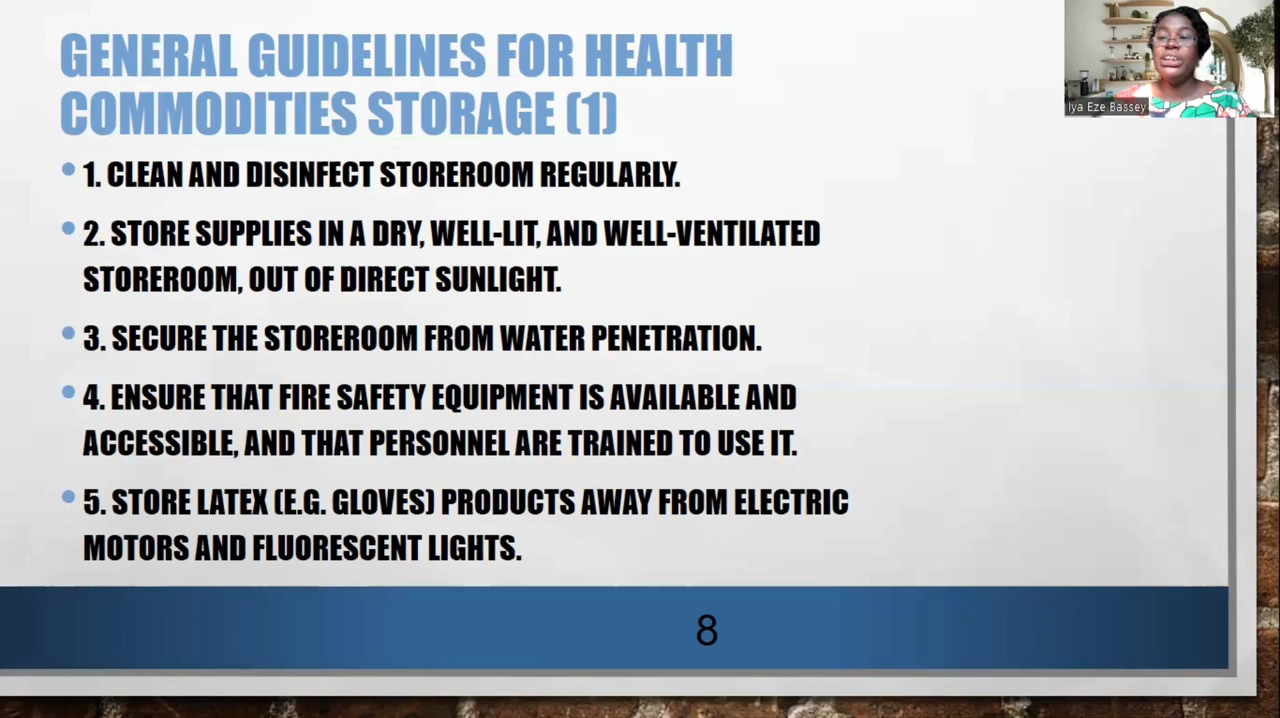 GENERAL GUIDELINES FOR HEALTH
COMMODITIES STORAGE (1)
Iya Eze Bassey
• 1. CLEAN AND DISINFECT STOREROOM REGULARLY.
• 2. STORE SUPPLIES IN A DRY, WELL-LIT, AND WELL-VENTILATED
STOREROOM, OUT OF DIRECT SUNLIGHT.
• 3. SECURE THE STOREROOM FROM WATER PENETRATION.
• 4. ENSURE THAT FIRE SAFETY EQUIPMENT IS AVAILABLE AND
ACCESSIBLE, AND THAT PERSONNEL ARE TRAINED TO USE IT.
• 5. STORE LATEX (E.G. GLOVES) PRODUCTS AWAY FROM ELECTRIC
MOTORS AND FLUORESCENT LIGHTS.
8